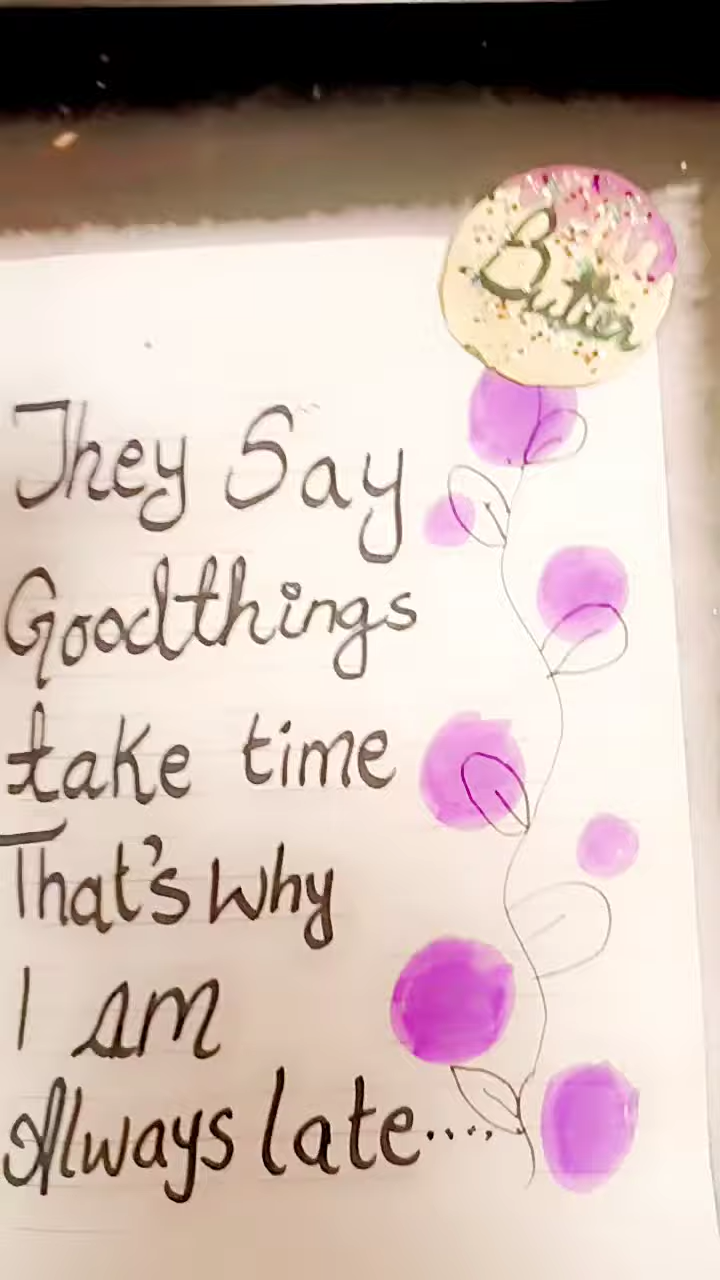 Butter
They Say
Goodthings
take time
That's why
I am
Always late....